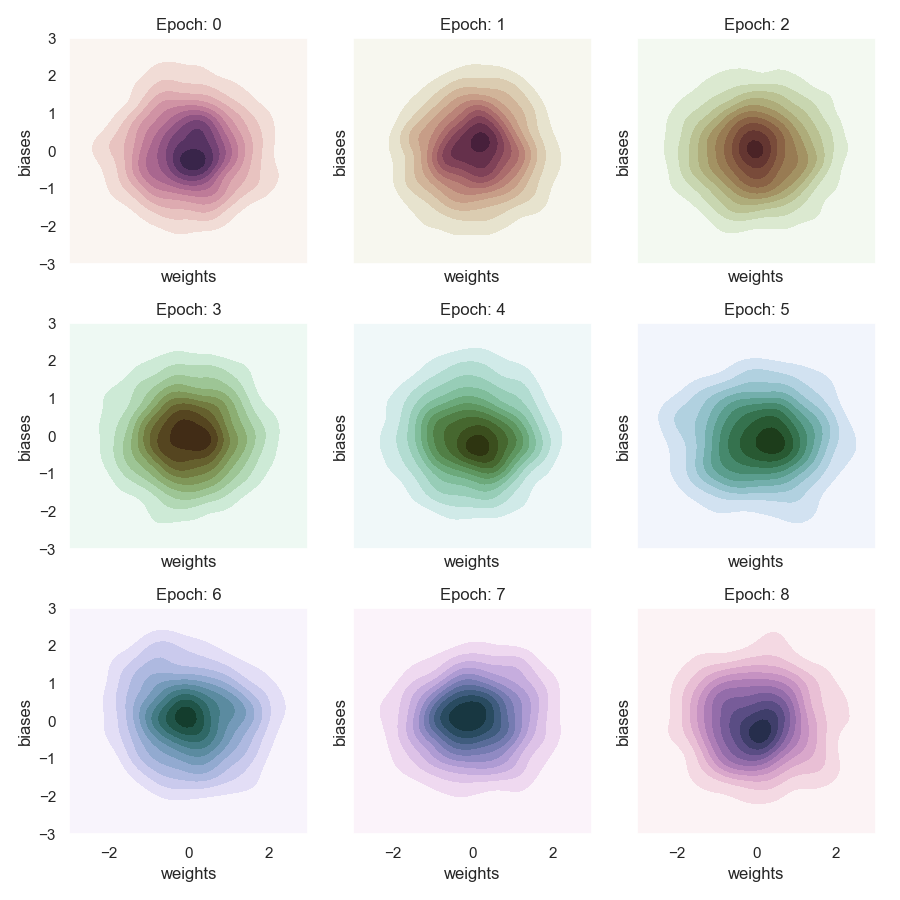 Epoch: 0 Epoch: 1 Epoch: 2
3
2
1
0
−1
−2
−3
biases biases biases
weights weights weights
Epoch: 3 Epoch: 4 Epoch: 5
3
2
1
0
−1
−2
−3
biases biases biases
weights weights weights
Epoch: 6 Epoch: 7 Epoch: 8
3
2
1
0
−1
−2
−3
biases biases biases
−2 0 2 −2 0 2 −2 0 2
weights weights weights